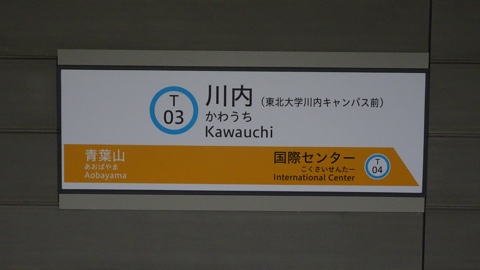 T
03
川内（東北大学川内キャンパス前）
かわうち
Kawauchi
青葉山
あおばやま
Aobayama
国際センター
こくさいせんたー
International Center
T
04